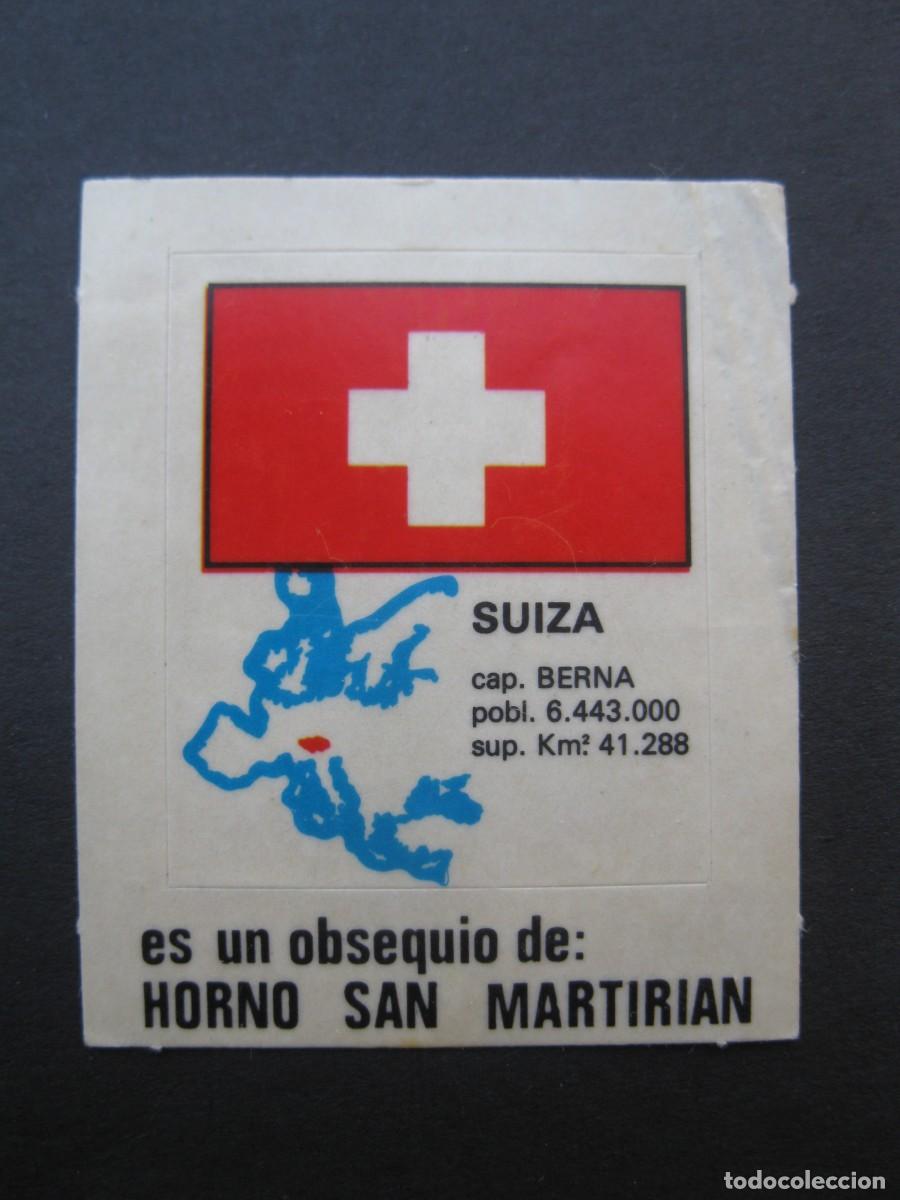 SUIZA
cap. BERNA
pobl. 6.443.000
sup. Km² 41.288
es un obsequio de:
HORNO SAN MARTIRIAN
todocoleccion